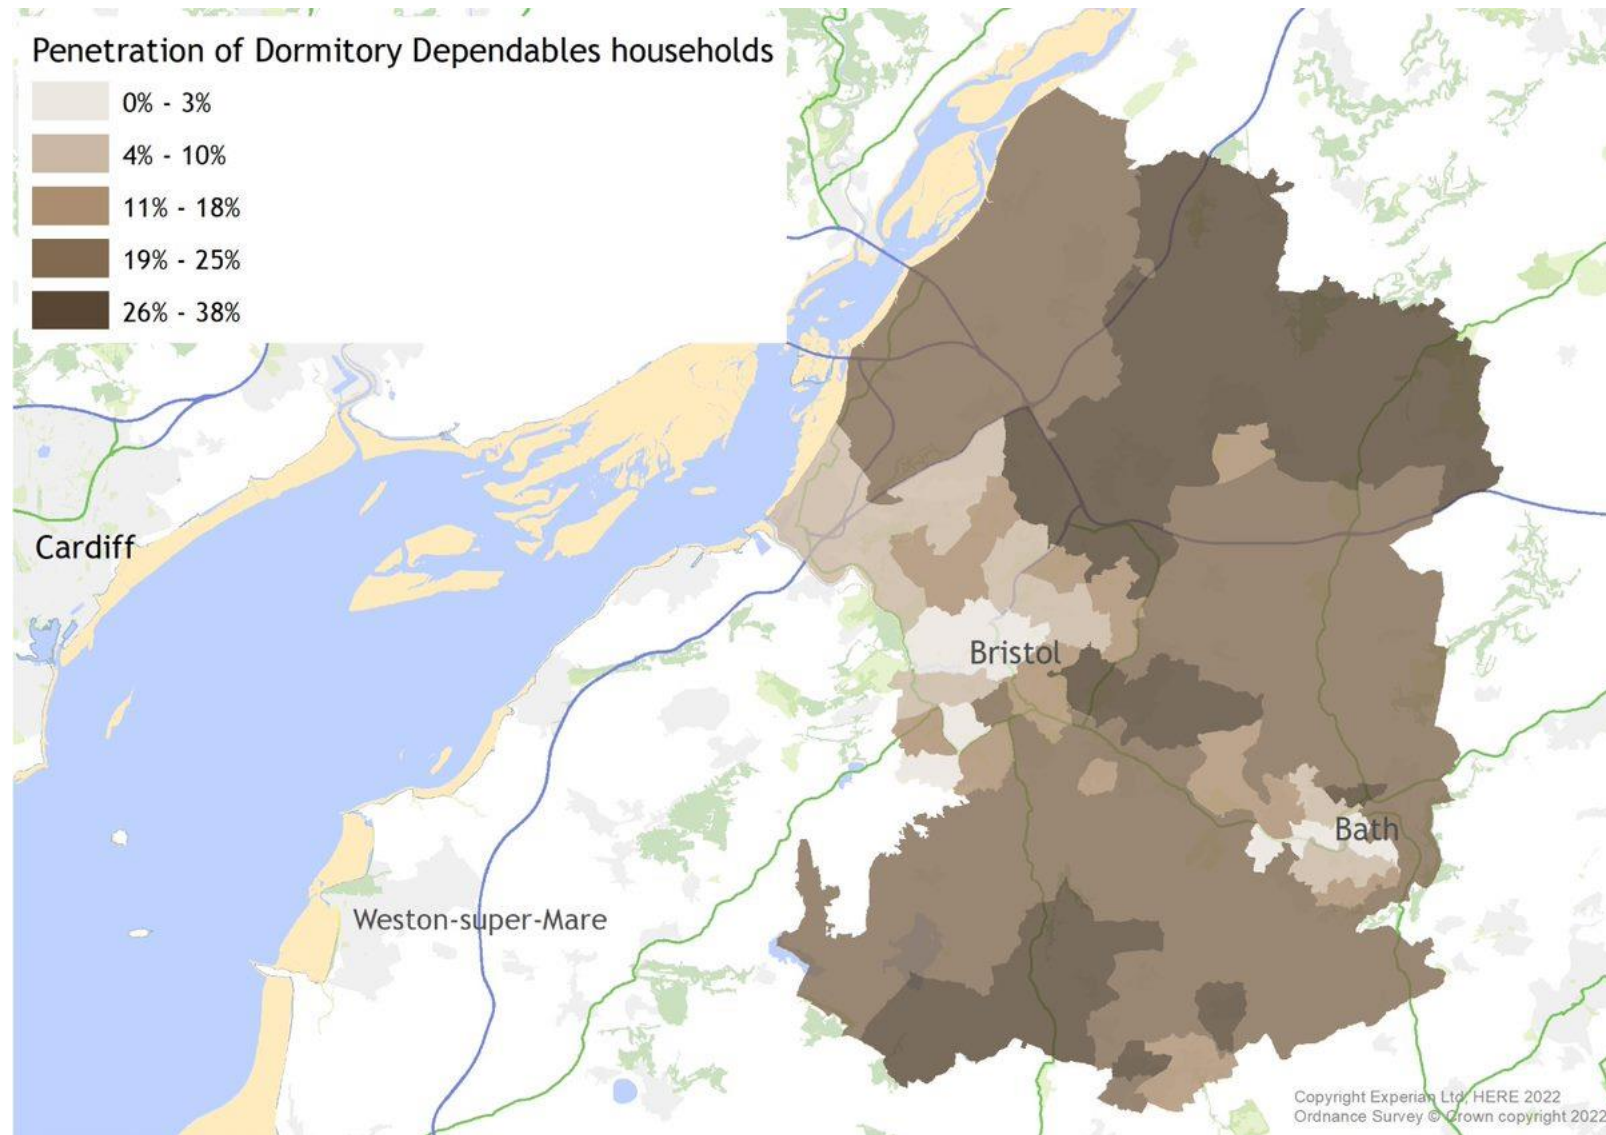 Penetration of Dormitory Dependables households
0% - 3%
4% - 10%
11% - 18%
19% - 25%
26% - 38%
Cardiff
Bristol
Bath
Weston-super-Mare
Copyright Experian Ltd, HERE 2022
Ordnance Survey © Crown copyright 2022